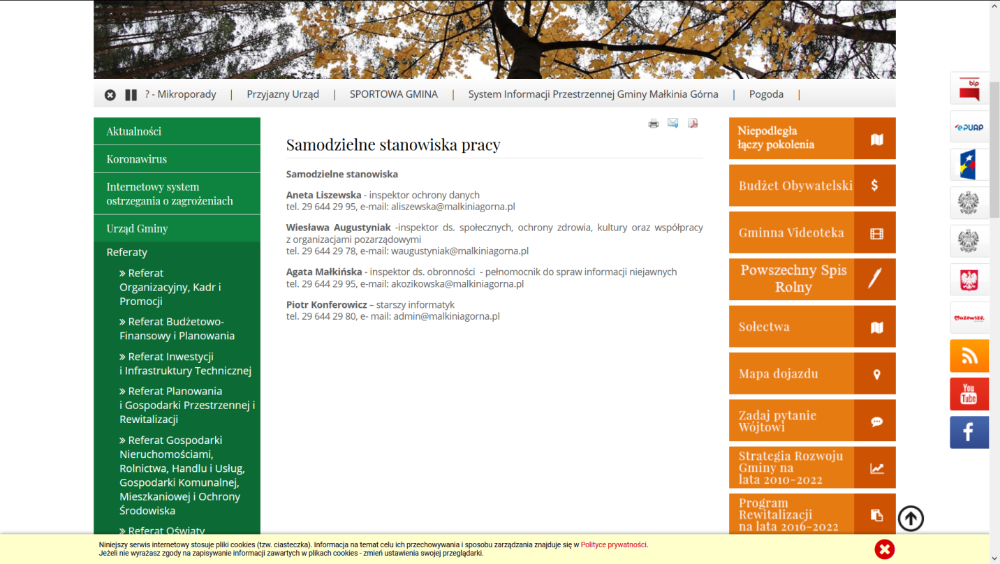 ? - Mikroporady | Przyjazny Urząd | SPORTOWA GMINA | System Informacji Przestrzennej Gminy Małkinia Górna | Pogoda |
Aktualności
Koronawirus
Internetowy system
ostrzegania o zagrożeniach
Urząd Gminy
Referaty
» Referat
Organizacyjny, Kadr i
Promocji
» Referat Budżetowo-
Finansowy i Planowania
» Referat Inwestycji
i Infrastruktury Technicznej
» Referat Planowania
i Gospodarki Przestrzennej i
Rewitalizacji
» Referat Gospodarki
Nieruchomościami,
Rolnictwa, Handlu i Usług,
Gospodarki Komunalnej,
Mieszkaniowej i Ochrony
Środowiska
» Referat Oświaty
Samodzielne stanowiska pracy
Samodzielne stanowiska
Aneta Liszewska - inspektor ochrony danych
tel. 29 644 29 95, e-mail: aliszewska@malkiniagorna.pl
Wiesława Augustyniak -inspektor ds. społecznych, ochrony zdrowia, kultury oraz współpracy
z organizacjami pozarządowymi
tel. 29 644 29 78, e-mail: waugustyniak@malkiniagorna.pl
Agata Małkińska - inspektor ds. obronności - pełnomocnik do spraw informacji niejawnych
tel. 29 644 29 95, e-mail: akozikowska@malkiniagorna.pl
Piotr Konferowicz – starszy informatyk
tel. 29 644 29 80, e- mail: admin@malkiniagorna.pl
Niepodległa
łączy pokolenia
Budżet Obywatelski
Gminna Videoteka
Powszechny Spis
Rolny
Sołectwa
Mapa dojazdu
Zadaj pytanie
Wójtowi
Strategia Rozwoju
Gminy na
lata 2010-2022
Program
Rewitalizacji
na lata 2016-2022
bip
ePUAP
Mazowsze.
You
Tube
Niniejszy serwis internetowy stosuje pliki cookies (tzw. ciasteczka). Informacja na temat celu ich przechowywania i sposobu zarządzania znajduje się w Polityce prywatności.
Jeżeli nie wyrażasz zgody na zapisywanie informacji zawartych w plikach cookies - zmień ustawienia swojej przeglądarki.